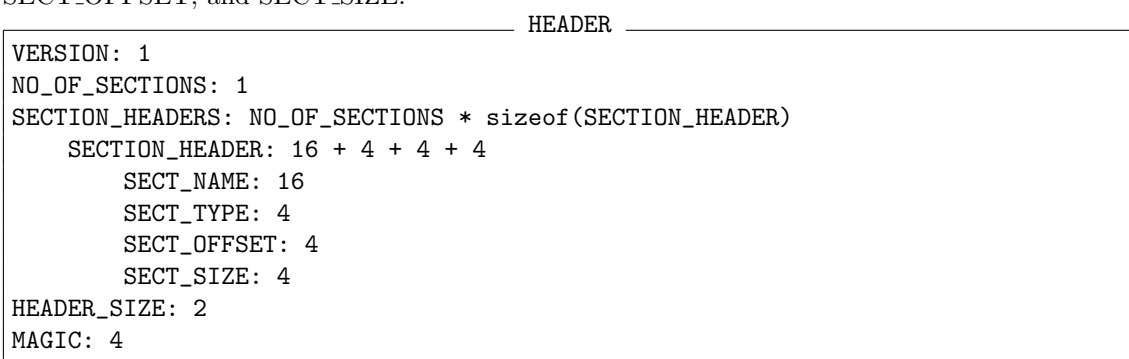 SECT_OFFSET, and SECT_SIZE.
HEADER
VERSION: 1
NO_OF_SECTIONS: 1
SECTION_HEADERS: NO_OF_SECTIONS * sizeof(SECTION_HEADER)
    SECTION_HEADER: 16 + 4 + 4 + 4
        SECT_NAME: 16
        SECT_TYPE: 4
        SECT_OFFSET: 4
        SECT_SIZE: 4
HEADER_SIZE: 2
MAGIC: 4